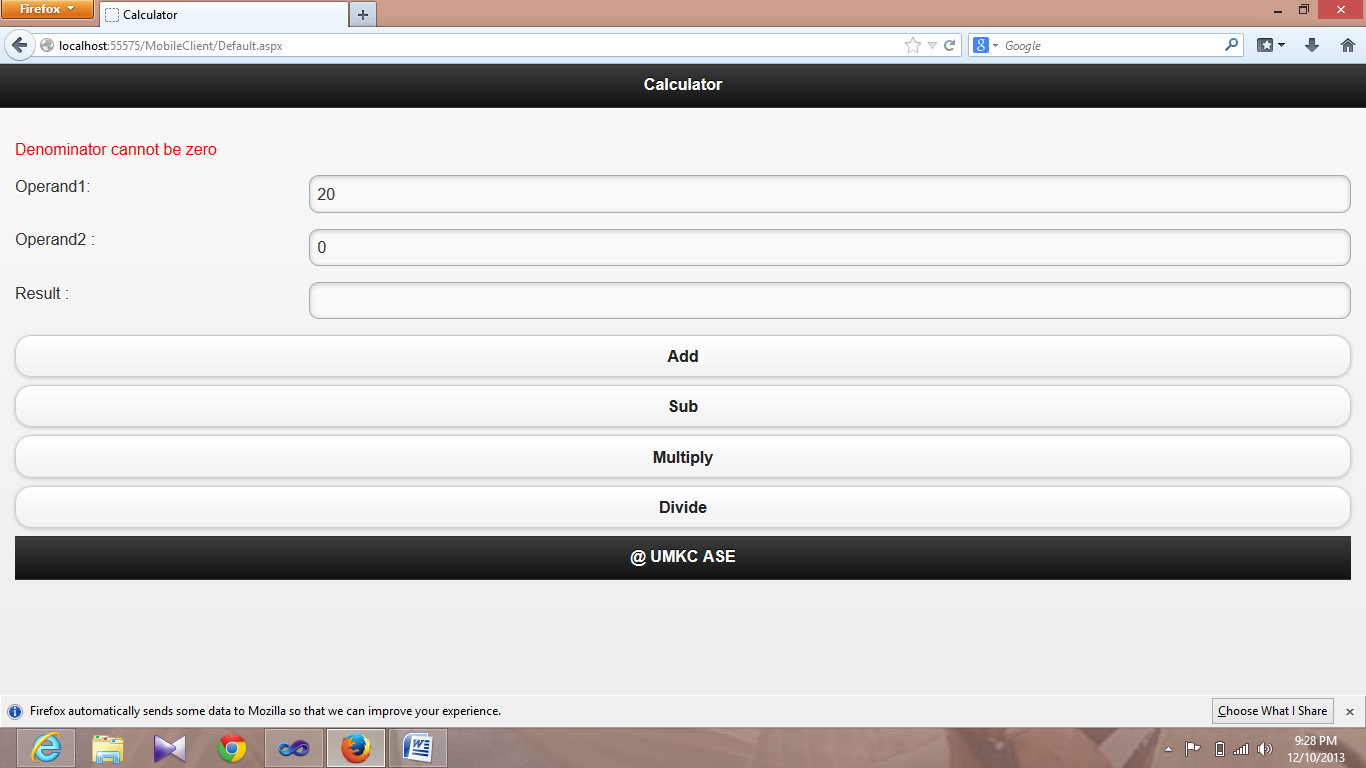 Firefox
Calculator
localhost:55575/MobileClient/Default.aspx
Google
Calculator
Denominator cannot be zero
Operand1:
20
Operand2 :
0
Result :
Add
Sub
Multiply
Divide
@ UMKC ASE
Firefox automatically sends some data to Mozilla so that we can improve your experience.
Choose What I Share
9:28 PM
12/10/2013